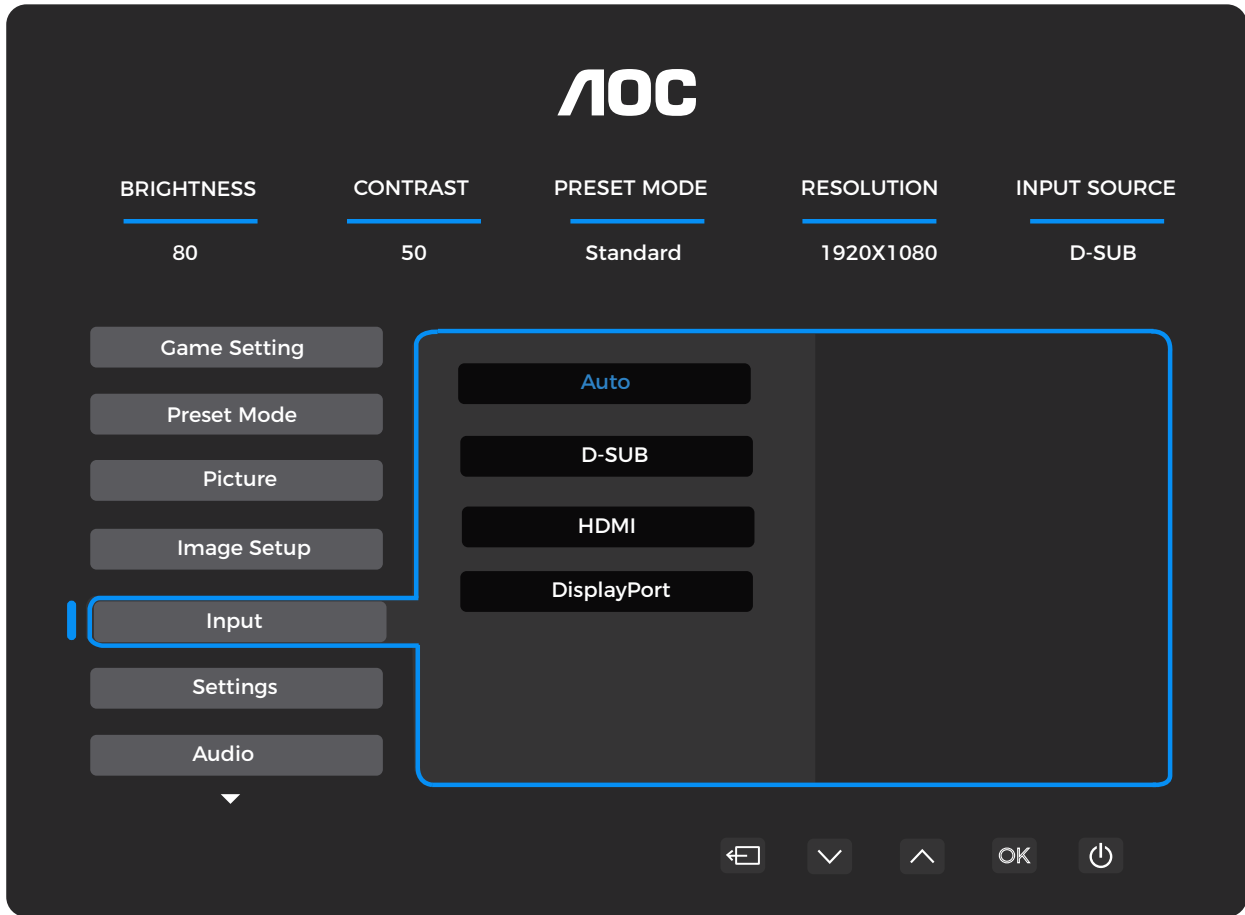 AOC
BRIGHTNESS CONTRAST PRESET MODE RESOLUTION INPUT SOURCE
80 50 Standard 1920X1080 D-SUB
Game Setting
Preset Mode
Picture
Image Setup
Input
Settings
Audio
Auto
D-SUB
HDMI
DisplayPort
OK